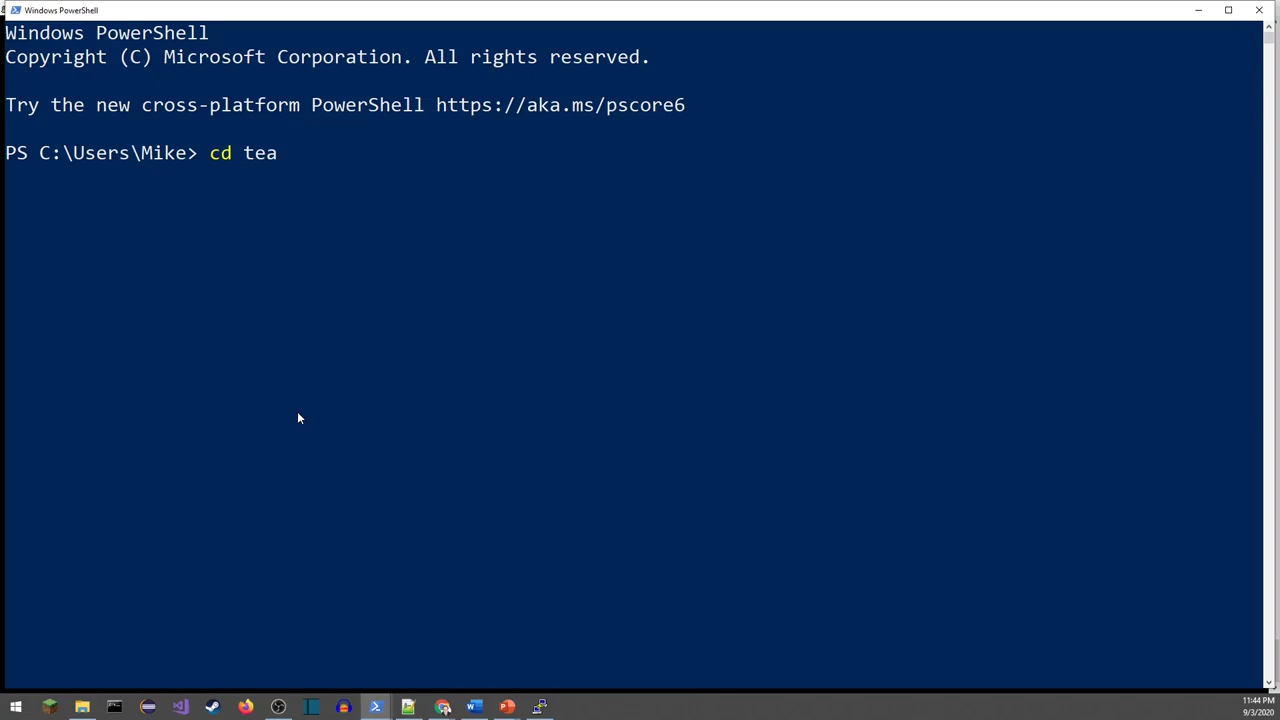 Windows PowerShell
Windows PowerShell
Copyright (C) Microsoft Corporation. All rights reserved.
Try the new cross-platform PowerShell https://aka.ms/pscore6
PS C:\Users\Mike> cd tea
11:44 PM
9/3/2020